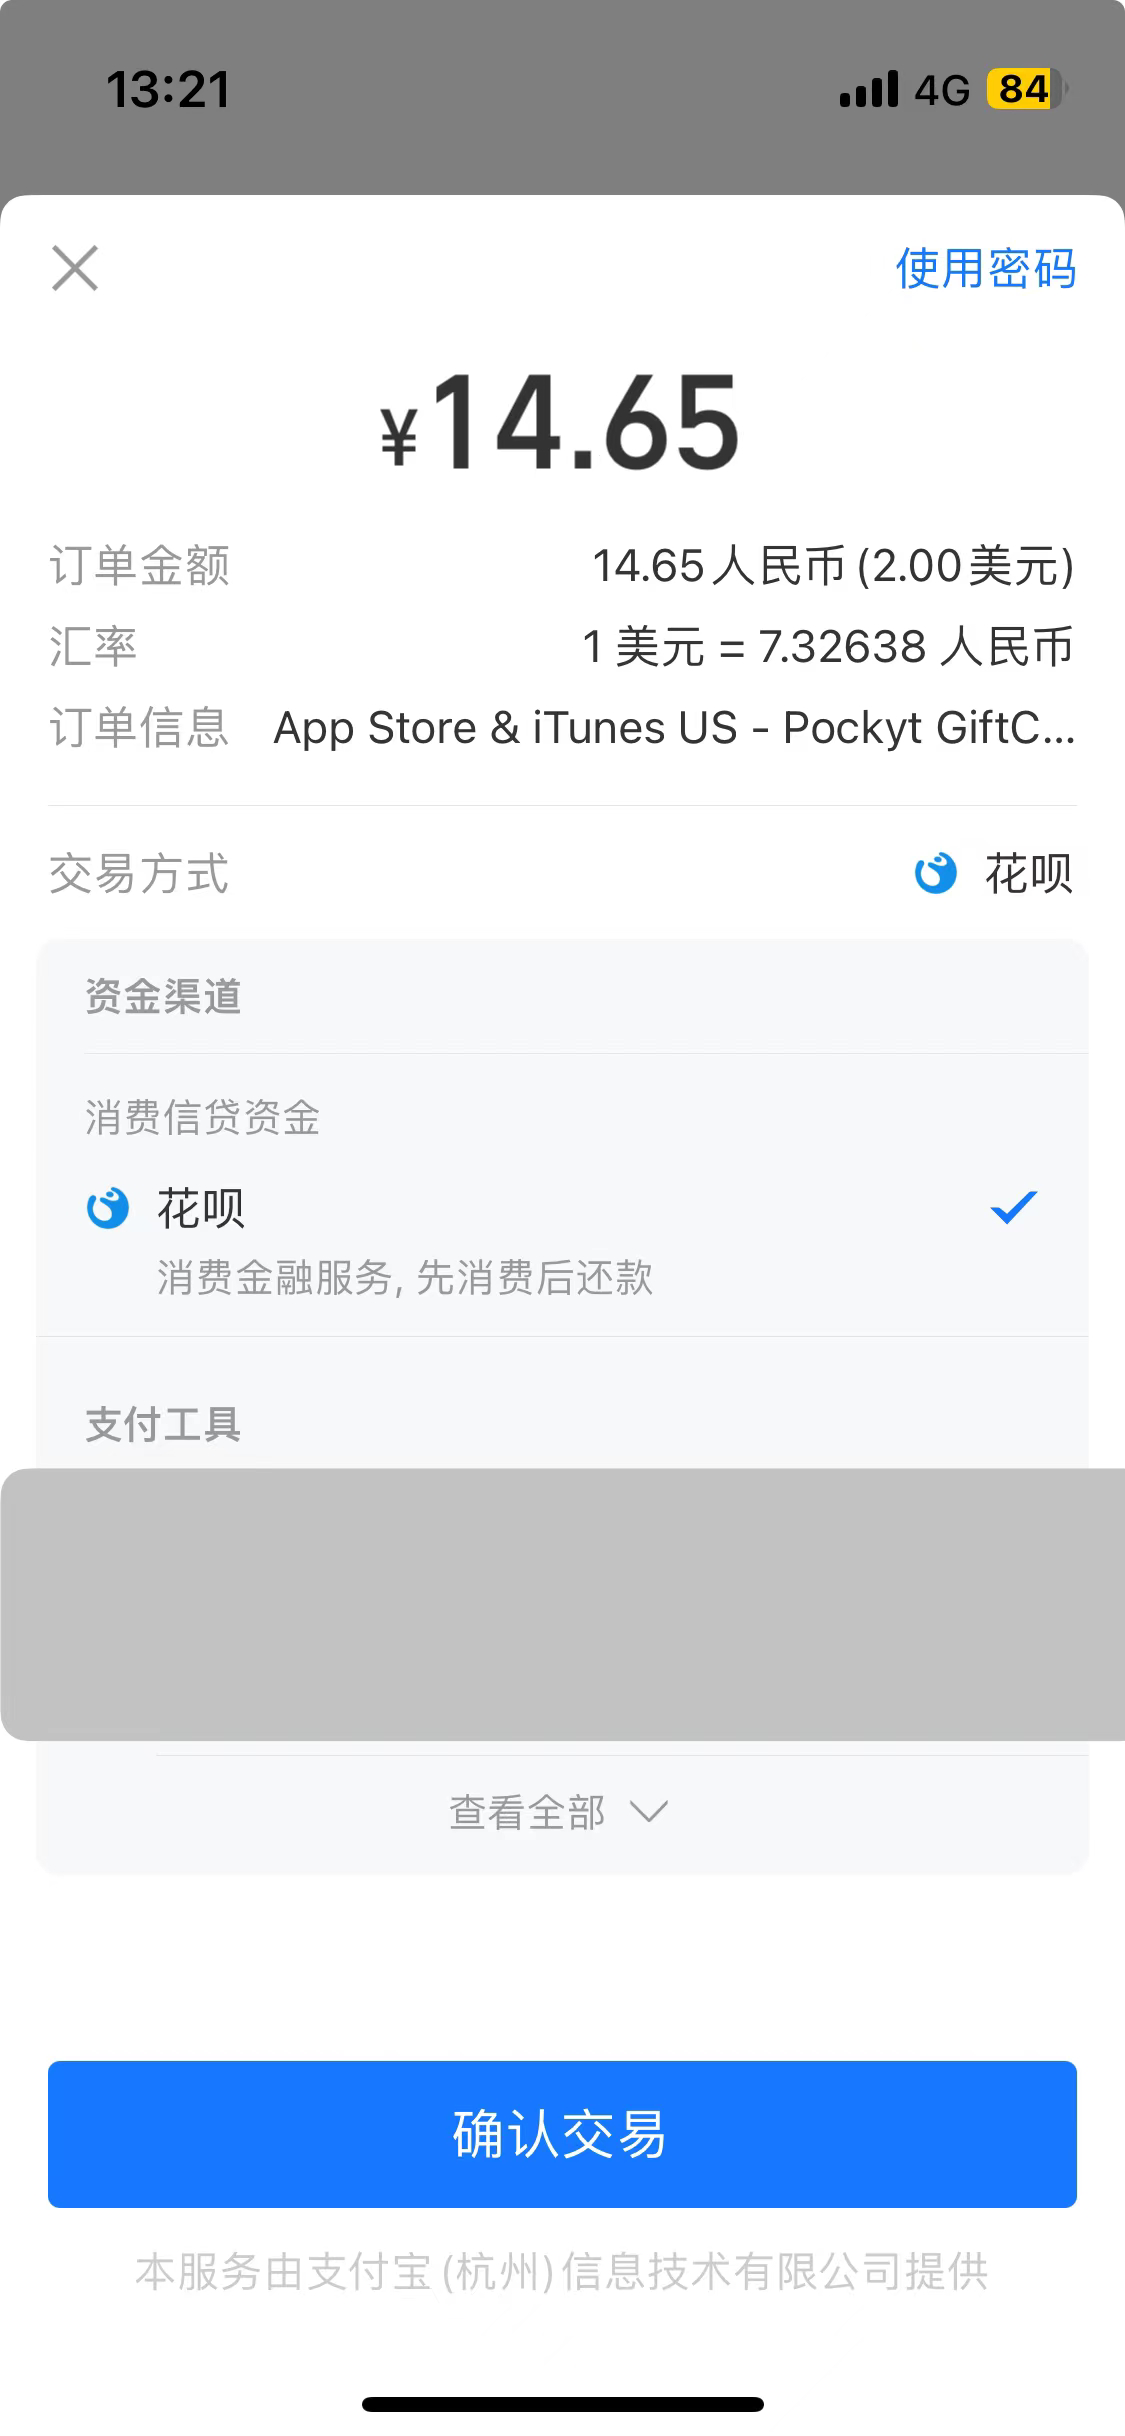 13:21 4G 84
使用密码
¥14.65
订单金额 14.65人民币(2.00美元)
汇率 1 美元 = 7.32638 人民币
订单信息 App Store & iTunes US - Pockyt GiftC...
交易方式 花呗
资金渠道
消费信贷资金
花呗
消费金融服务, 先消费后还款
支付工具
查看全部
确认交易
本服务由支付宝(杭州)信息技术有限公司提供